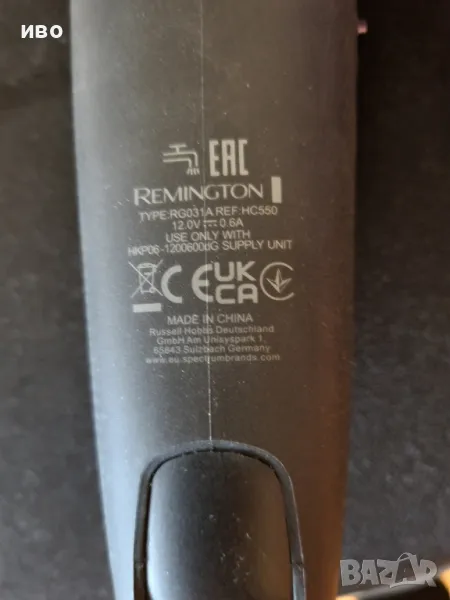 ИВО
EAC
REMINGTON
TYPE:RG031A REF:HC550
12.0V⎓0.6A
USE ONLY WITH
HKP06-1200600dG SUPPLY UNIT
CE UK CA
MADE IN CHINA
Russell Hobbs Deutschland
GmbH Am Unisyspark 1,
65843 Sulzbach Germany
www.eu.spectrumbrands.com
BAZAR